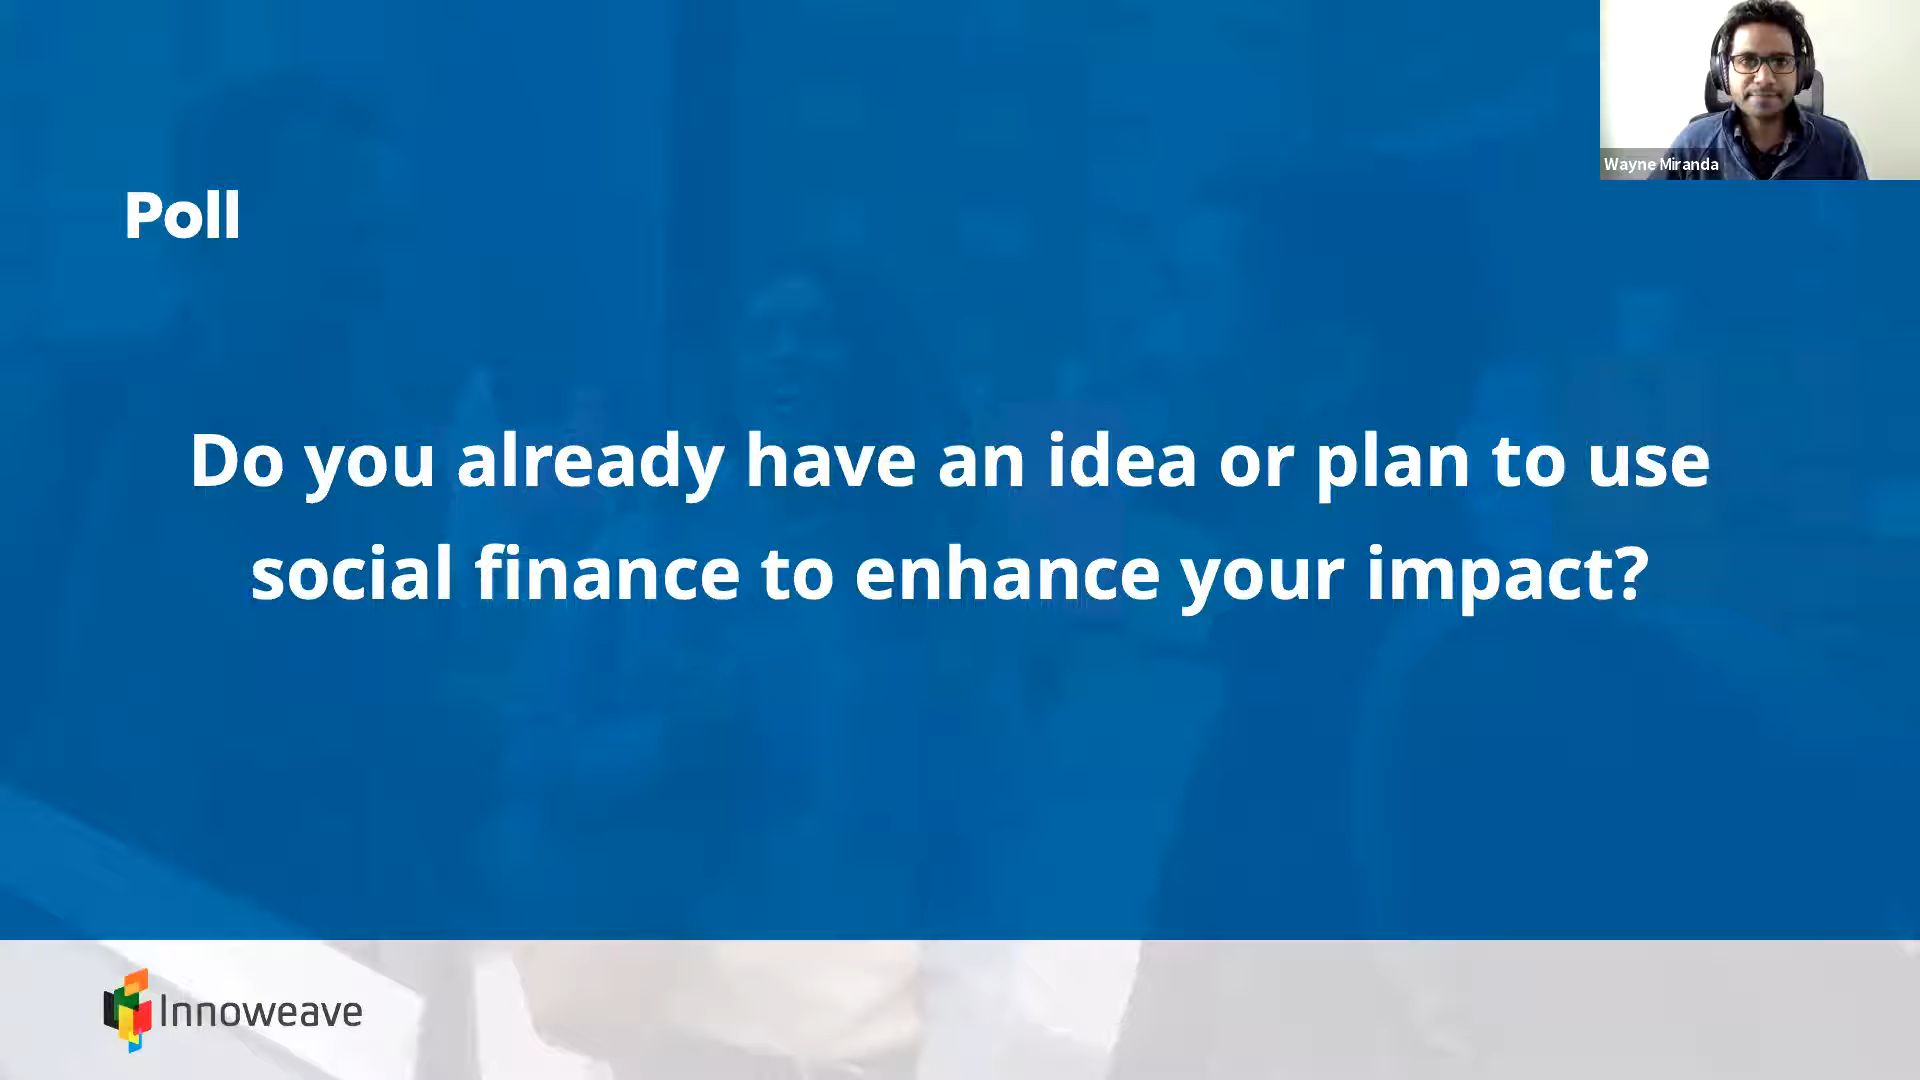 Wayne Miranda
Poll
Do you already have an idea or plan to use
social finance to enhance your impact?
Innoweave